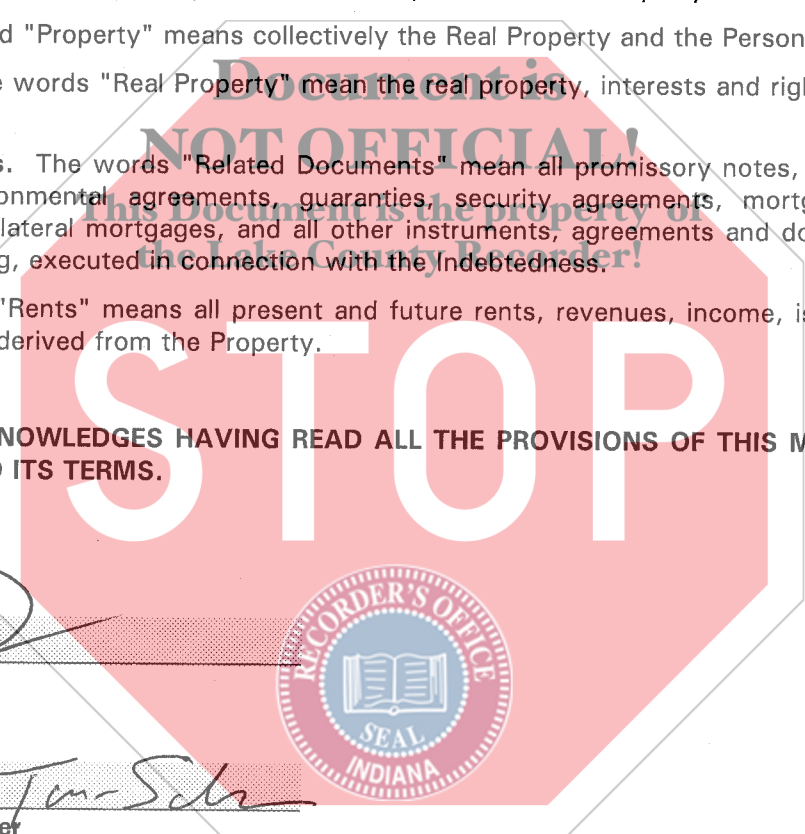 d "Property" means collectively the Real Property and the Person
Document is
words "Real Property" mean the real property, interests and righ
NOT OFFICIAL!
s. The words "Related Documents" mean all promissory notes,
onmental agreements, guaranties, security agreements, mortg
This Document is the property of
lateral mortgages, and all other instruments, agreements and do
the Lake County Recorder!
g, executed in connection with the Indebtedness.
"Rents" means all present and future rents, revenues, income, is
derived from the Property.
STOP
NOWLEDGES HAVING READ ALL THE PROVISIONS OF THIS M
ITS TERMS.
RECORDER'S OFFICE
SEAL
INDIANA
er